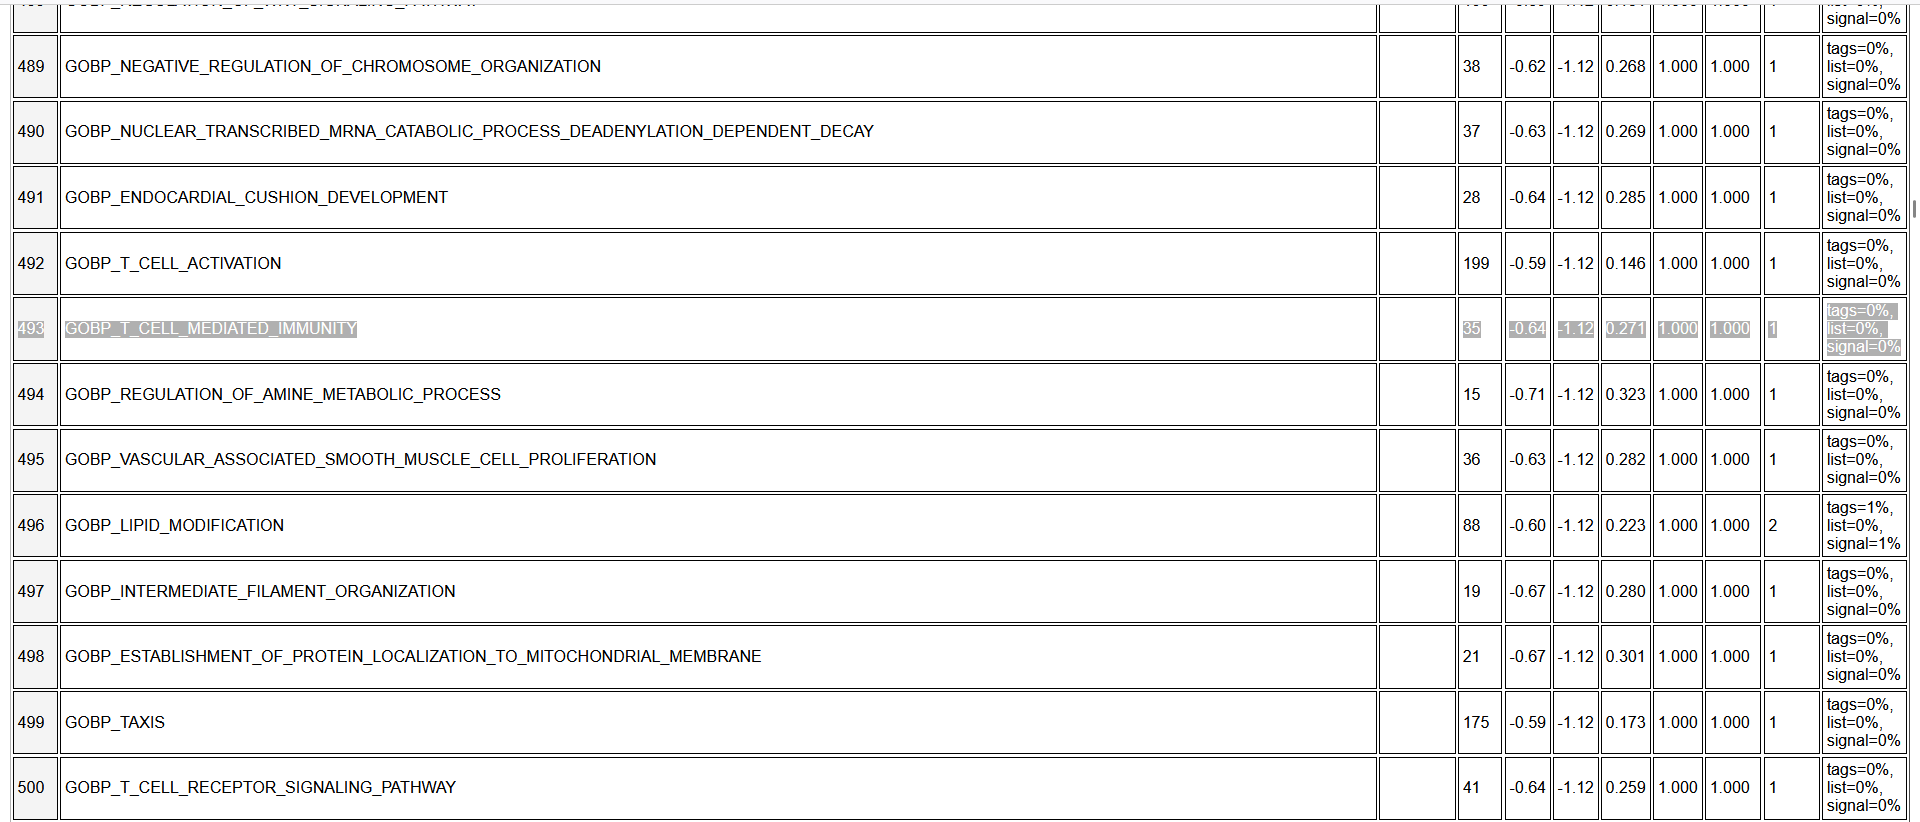 signal=0%
489 GOBP_NEGATIVE_REGULATION_OF_CHROMOSOME_ORGANIZATION 38 -0.62 -1.12 0.268 1.000 1.000 1 tags=0%, list=0%, signal=0%
490 GOBP_NUCLEAR_TRANSCRIBED_MRNA_CATABOLIC_PROCESS_DEADENYLATION_DEPENDENT_DECAY 37 -0.63 -1.12 0.269 1.000 1.000 1 tags=0%, list=0%, signal=0%
491 GOBP_ENDOCARDIAL_CUSHION_DEVELOPMENT 28 -0.64 -1.12 0.285 1.000 1.000 1 tags=0%, list=0%, signal=0%
492 GOBP_T_CELL_ACTIVATION 199 -0.59 -1.12 0.146 1.000 1.000 1 tags=0%, list=0%, signal=0%
493 GOBP_T_CELL_MEDIATED_IMMUNITY 35 -0.64 -1.12 0.271 1.000 1.000 1 tags=0%, list=0%, signal=0%
494 GOBP_REGULATION_OF_AMINE_METABOLIC_PROCESS 15 -0.71 -1.12 0.323 1.000 1.000 1 tags=0%, list=0%, signal=0%
495 GOBP_VASCULAR_ASSOCIATED_SMOOTH_MUSCLE_CELL_PROLIFERATION 36 -0.63 -1.12 0.282 1.000 1.000 1 tags=0%, list=0%, signal=0%
496 GOBP_LIPID_MODIFICATION 88 -0.60 -1.12 0.223 1.000 1.000 2 tags=1%, list=0%, signal=1%
497 GOBP_INTERMEDIATE_FILAMENT_ORGANIZATION 19 -0.67 -1.12 0.280 1.000 1.000 1 tags=0%, list=0%, signal=0%
498 GOBP_ESTABLISHMENT_OF_PROTEIN_LOCALIZATION_TO_MITOCHONDRIAL_MEMBRANE 21 -0.67 -1.12 0.301 1.000 1.000 1 tags=0%, list=0%, signal=0%
499 GOBP_TAXIS 175 -0.59 -1.12 0.173 1.000 1.000 1 tags=0%, list=0%, signal=0%
500 GOBP_T_CELL_RECEPTOR_SIGNALING_PATHWAY 41 -0.64 -1.12 0.259 1.000 1.000 1 tags=0%, list=0%, signal=0%